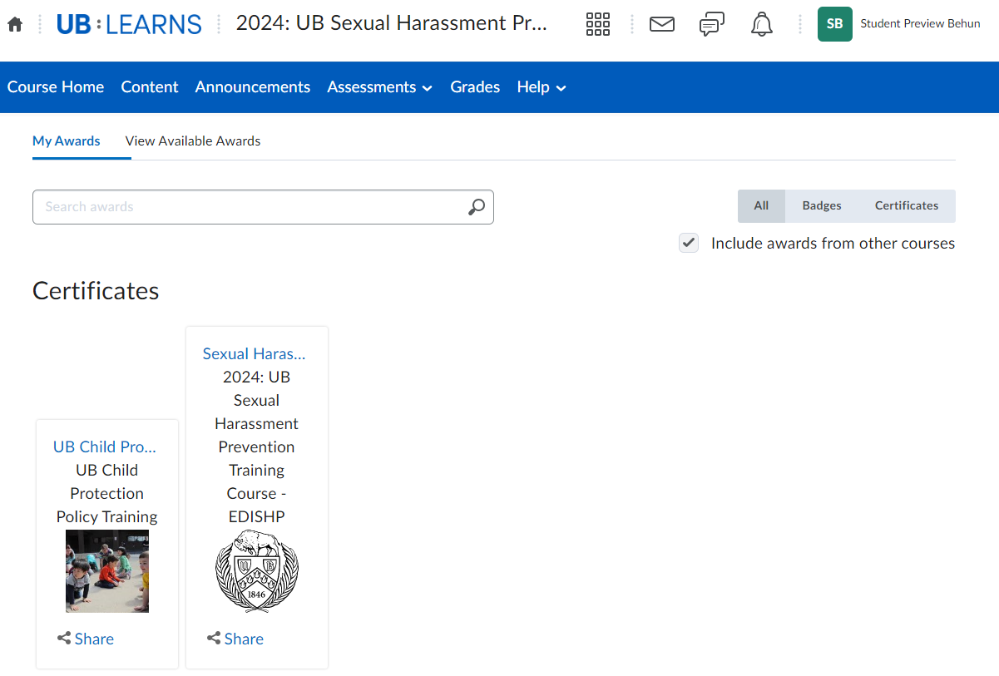 UB:LEARNS
2024: UB Sexual Harassment Pr...
SB
Student Preview Behun
Course Home
Content
Announcements
Assessments
Grades
Help
My Awards
View Available Awards
Search awards
All
Badges
Certificates
Include awards from other courses
Certificates
UB Child Pro...
UB Child
Protection
Policy Training
Share
Sexual Haras...
2024: UB
Sexual
Harassment
Prevention
Training
Course -
EDISHP
U B
1846
Share